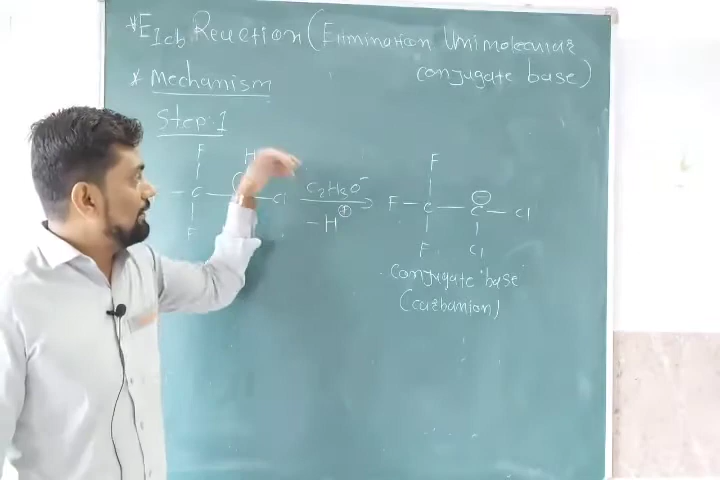 *E1cb Reaction (Elimination Unimolecular
conjugate base)
* Mechanism
Step:1
F H
C Cl
F
C2H5O⁻
-H⊕
F
F-C-C⊖-Cl
F Cl
conjugate base
(carbanion)